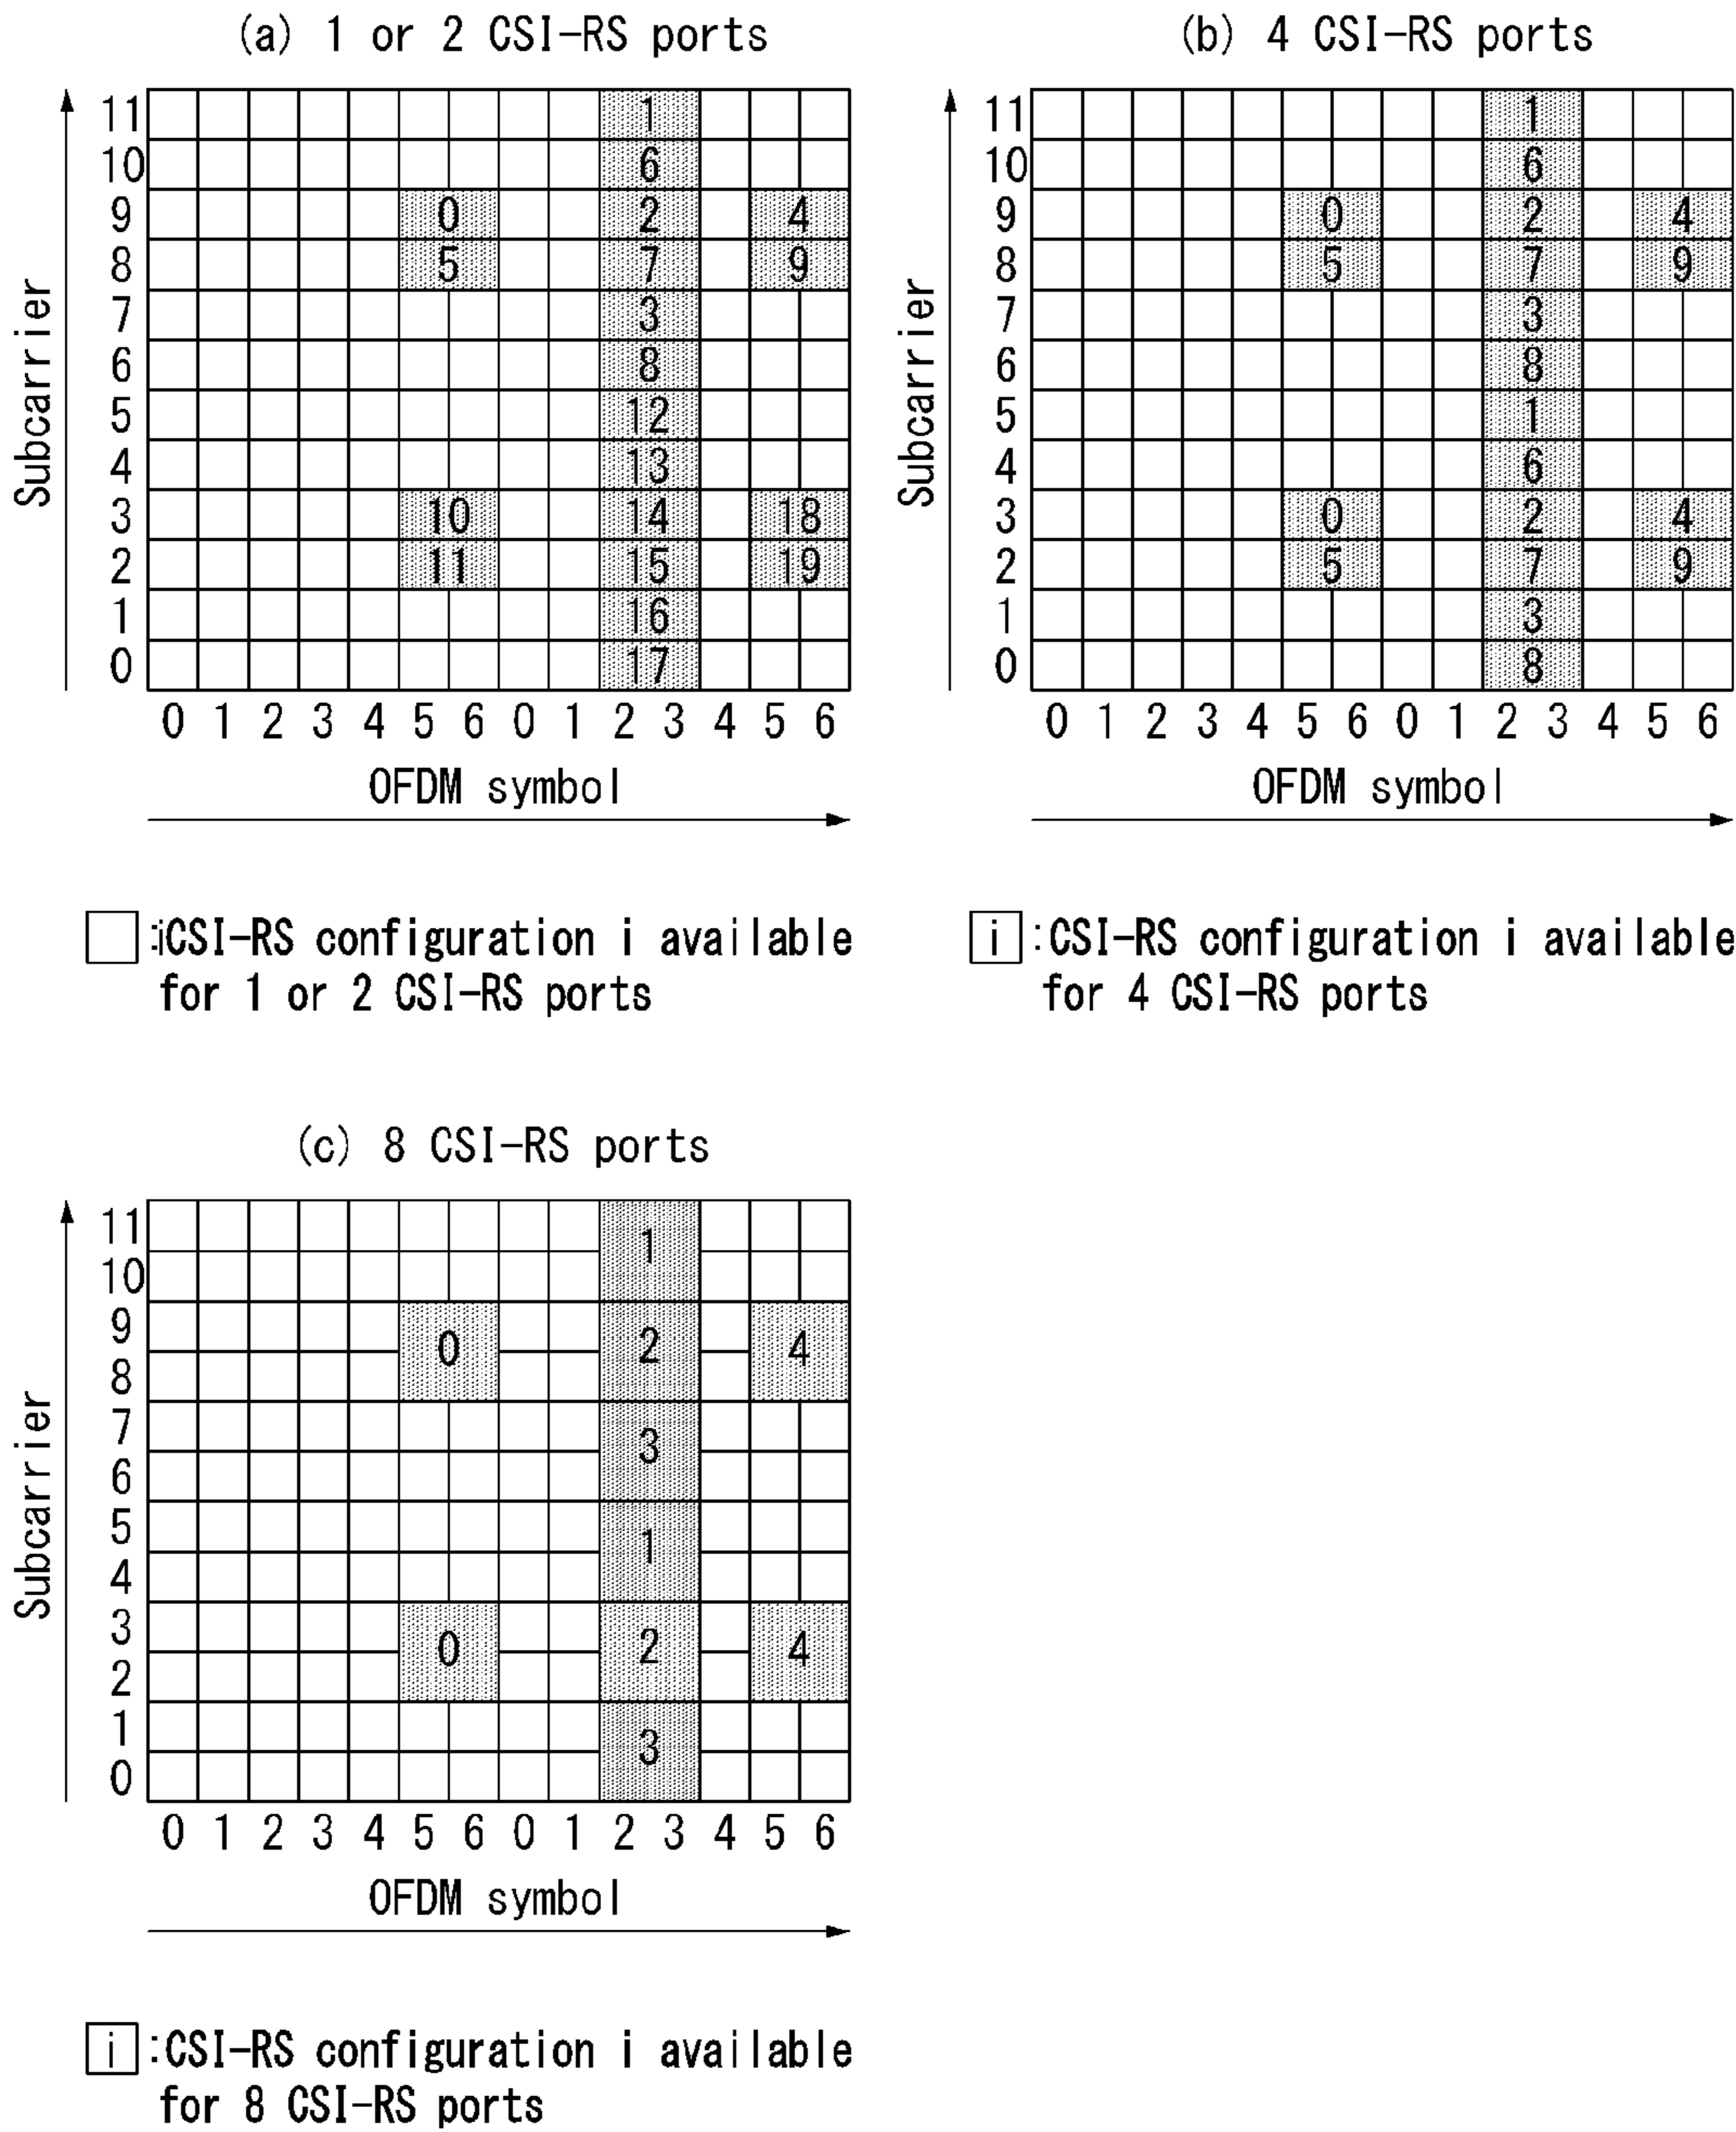 (a) 1 or 2 CSI-RS ports
11 1
10 6
9 0 2 4
8 5 7 9
7 3
6 8
5 12
4 13
3 10 14 18
2 11 15 19
1 16
0 17
Subcarrier
0 1 2 3 4 5 6 0 1 2 3 4 5 6
OFDM symbol
:iCSI-RS configuration i available
for 1 or 2 CSI-RS ports
(b) 4 CSI-RS ports
11 1
10 6
9 0 2 4
8 5 7 9
7 3
6 8
5 1
4 6
3 0 2 4
2 5 7 9
1 3
0 8
Subcarrier
0 1 2 3 4 5 6 0 1 2 3 4 5 6
OFDM symbol
i :CSI-RS configuration i available
for 4 CSI-RS ports
(c) 8 CSI-RS ports
11
1
10
9
0 2 4
8
7
3
6
5
1
4
3
0 2 4
2
1
3
0
Subcarrier
0 1 2 3 4 5 6 0 1 2 3 4 5 6
OFDM symbol
i :CSI-RS configuration i available
for 8 CSI-RS ports